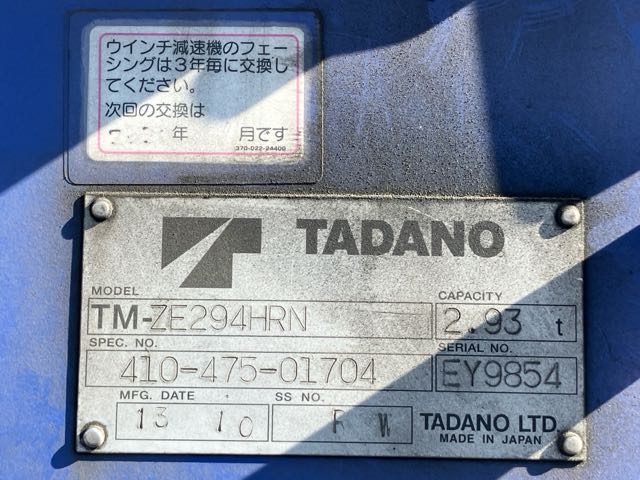 ウインチ減速機のフェー
シングは３年毎に交換し
てください。
次回の交換は
年 月です
370-022-24400
TADANO
MODEL
TM-ZE294HRN
CAPACITY
2.93 t
SPEC. NO.
410-475-01704
SERIAL NO.
EY9854
MFG. DATE
13 10
SS NO.
F W
TADANO LTD.
MADE IN JAPAN